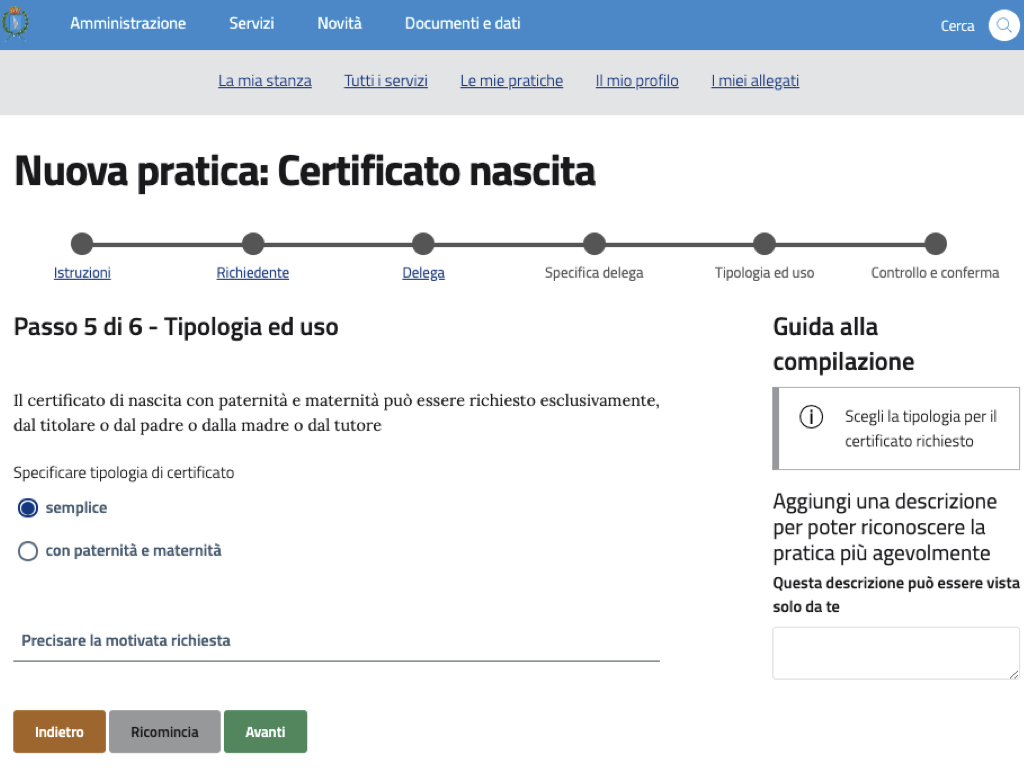 Amministrazione Servizi Novità Documenti e dati Cerca
La mia stanza Tutti i servizi Le mie pratiche Il mio profilo I miei allegati
Nuova pratica: Certificato nascita
Istruzioni Richiedente Delega Specifica delega Tipologia ed uso Controllo e conferma
Passo 5 di 6 - Tipologia ed uso
Il certificato di nascita con paternità e maternità può essere richiesto esclusivamente,
dal titolare o dal padre o dalla madre o dal tutore
Specificare tipologia di certificato
semplice
con paternità e maternità
Precisare la motivata richiesta
Indietro Ricomincia Avanti
Guida alla
compilazione
Scegli la tipologia per il
certificato richiesto
Aggiungi una descrizione
per poter riconoscere la
pratica più agevolmente
Questa descrizione può essere vista
solo da te